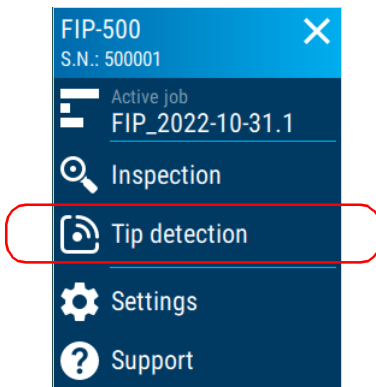 FIP-500
S.N.: 500001
Active job
FIP_2022-10-31.1
Inspection
Tip detection
Settings
Support